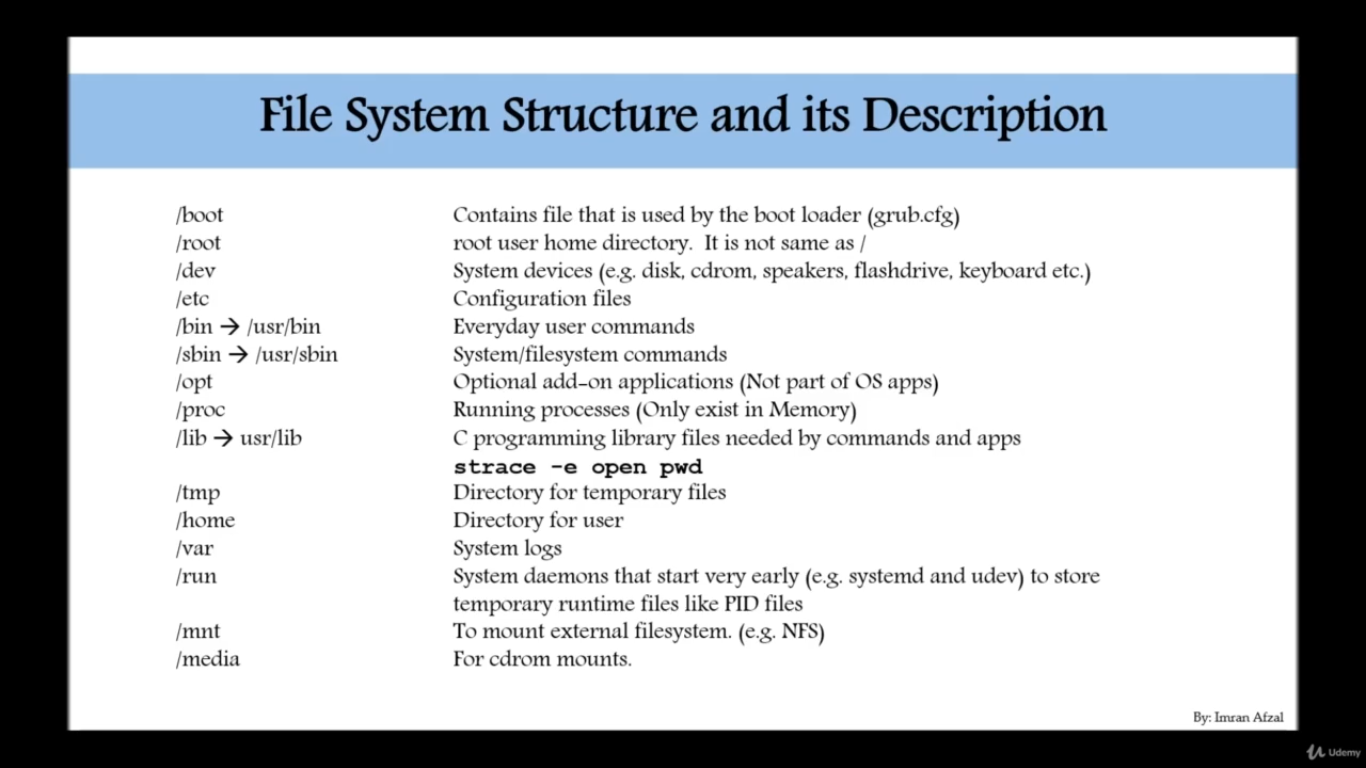 File System Structure and its Description
/boot Contains file that is used by the boot loader (grub.cfg)
/root root user home directory. It is not same as /
/dev System devices (e.g. disk, cdrom, speakers, flashdrive, keyboard etc.)
/etc Configuration files
/bin → /usr/bin Everyday user commands
/sbin → /usr/sbin System/filesystem commands
/opt Optional add-on applications (Not part of OS apps)
/proc Running processes (Only exist in Memory)
/lib → usr/lib C programming library files needed by commands and apps
strace -e open pwd
/tmp Directory for temporary files
/home Directory for user
/var System logs
/run System daemons that start very early (e.g. systemd and udev) to store
temporary runtime files like PID files
/mnt To mount external filesystem. (e.g. NFS)
/media For cdrom mounts.
By: Imran Afzal
Udemy